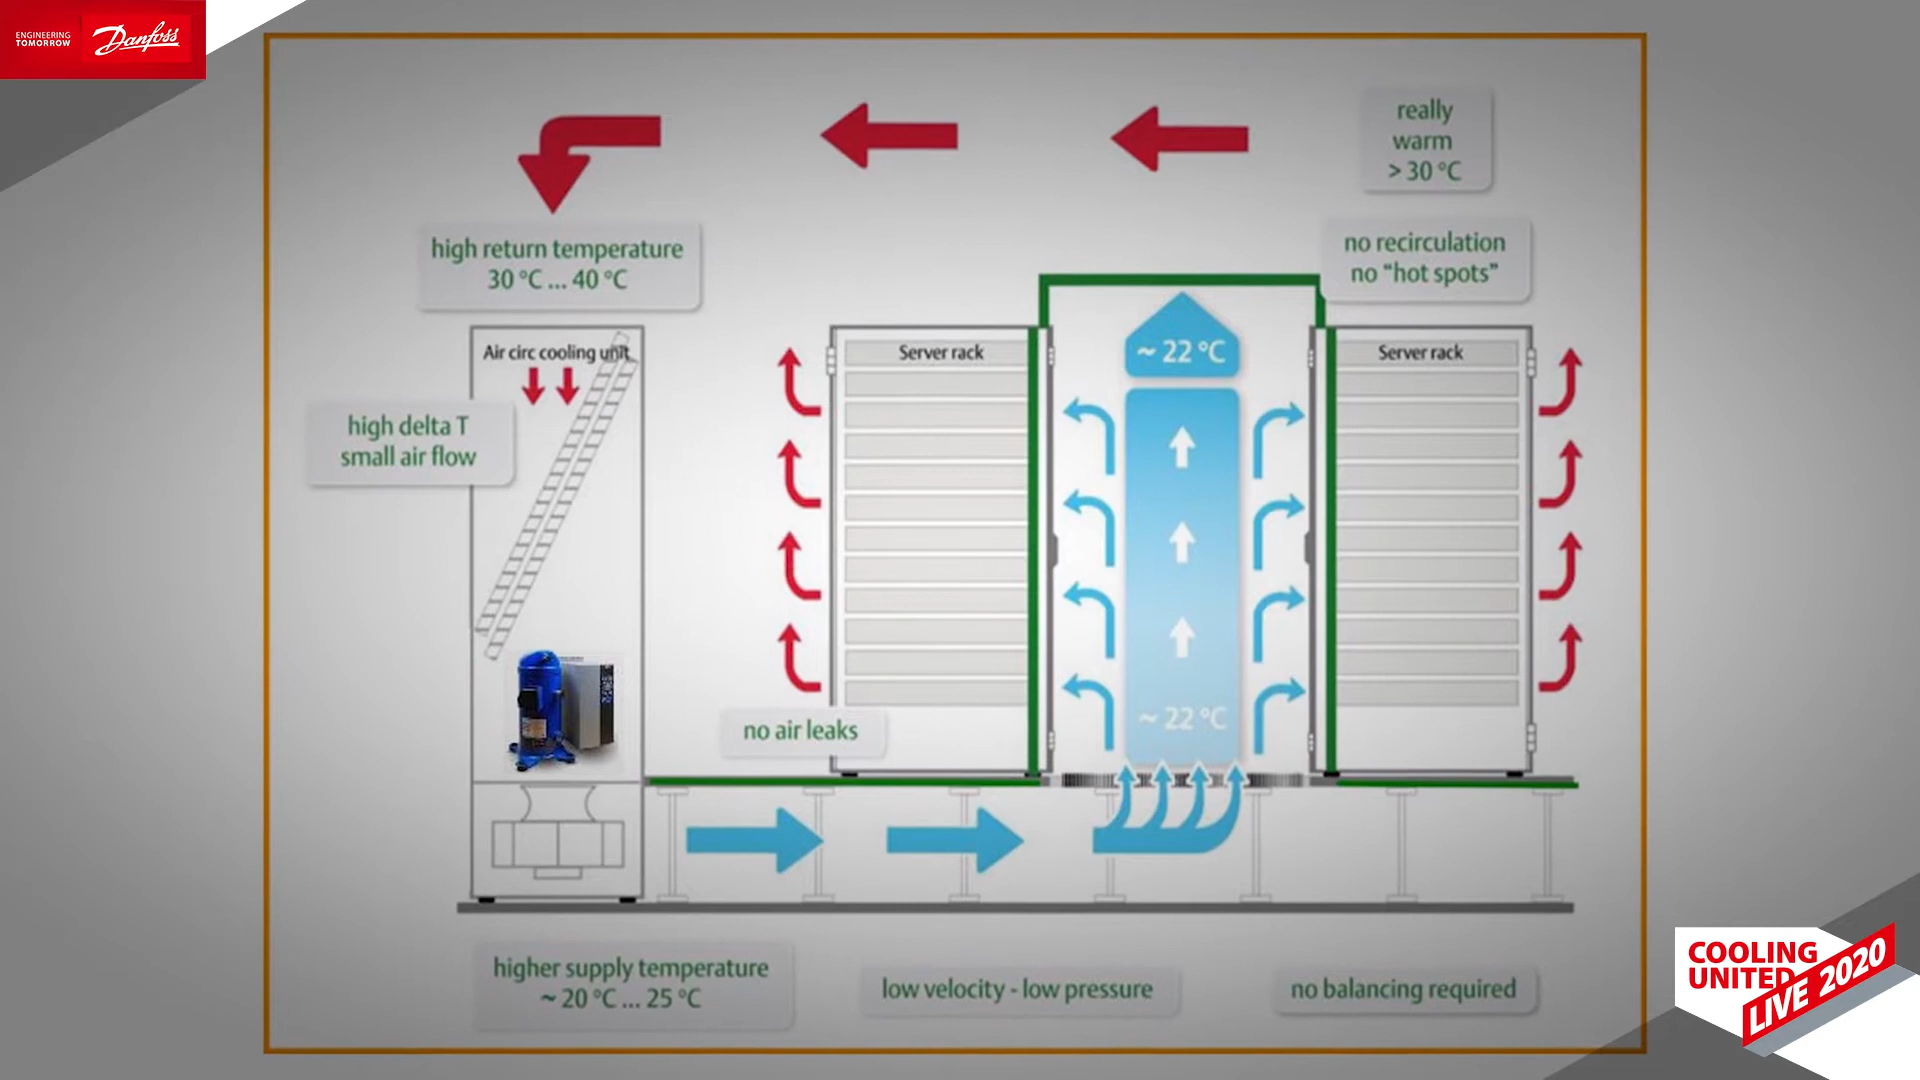 ENGINEERING
TOMORROW
Danfoss
really
warm
> 30 °C
high return temperature
30 °C ... 40 °C
no recirculation
no “hot spots”
Air circ cooling unit
Server rack
~ 22 °C
Server rack
high delta T
small air flow
~ 22 °C
no air leaks
higher supply temperature
~ 20 °C ... 25 °C
low velocity - low pressure
no balancing required
COOLING
UNITED
LIVE 2020